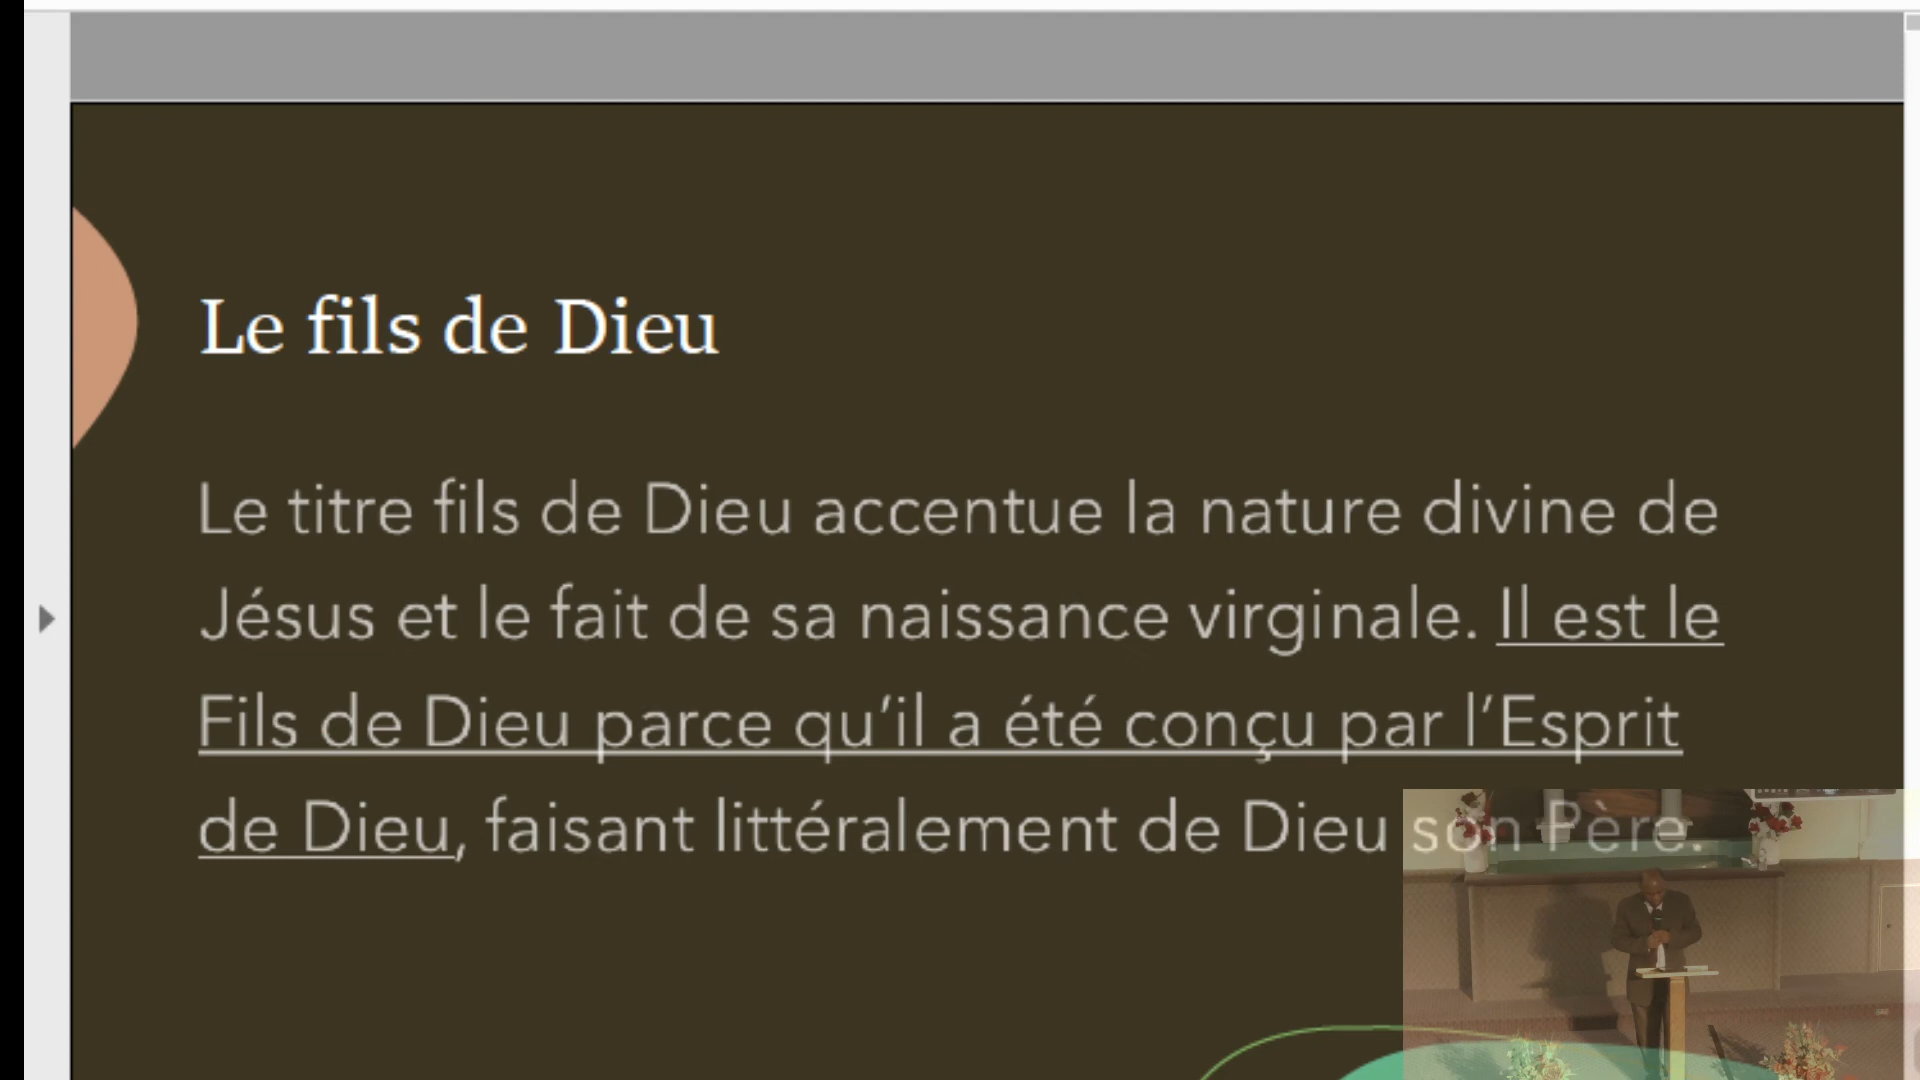 Le fils de Dieu
Le titre fils de Dieu accentue la nature divine de
Jésus et le fait de sa naissance virginale. Il est le
Fils de Dieu parce qu’il a été conçu par l’Esprit
de Dieu, faisant littéralement de Dieu son Père.